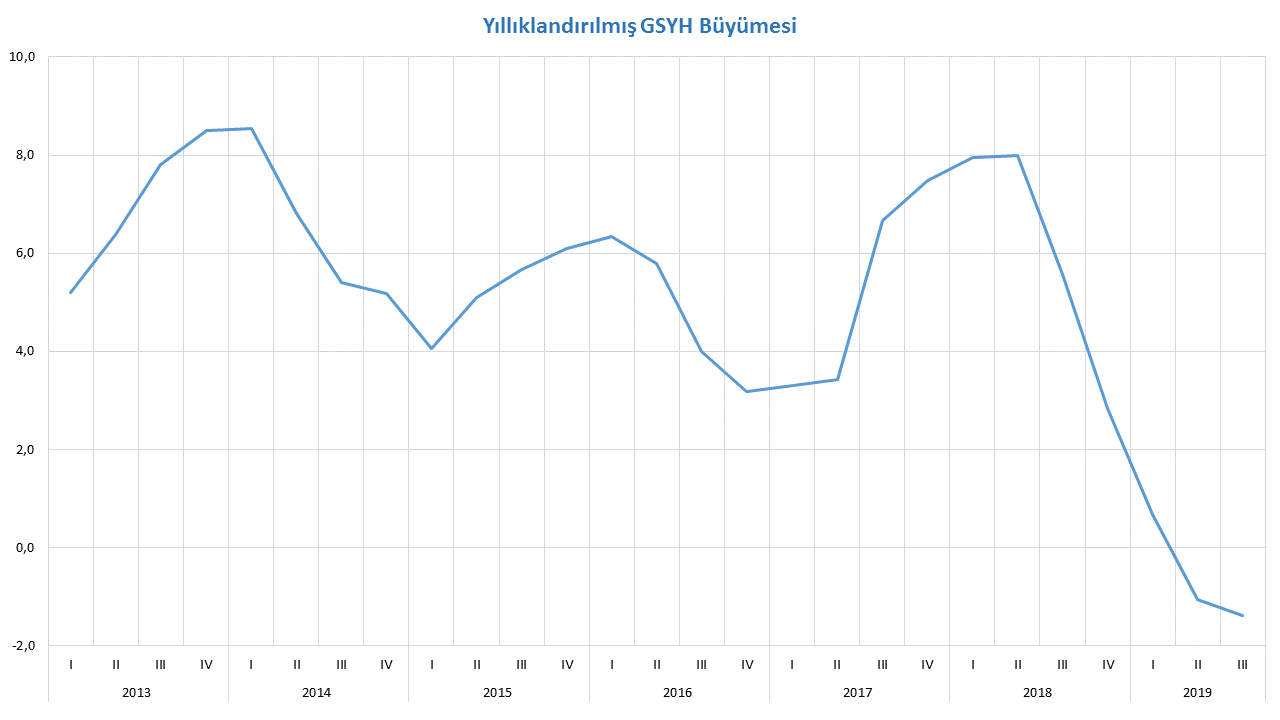 Yıllıklandırılmış GSYH Büyümesi
10,0
8,0
6,0
4,0
2,0
0,0
-2,0
I II III IV I II III IV I II III IV I II III IV I II III IV I II III IV I II III
2013 2014 2015 2016 2017 2018 2019